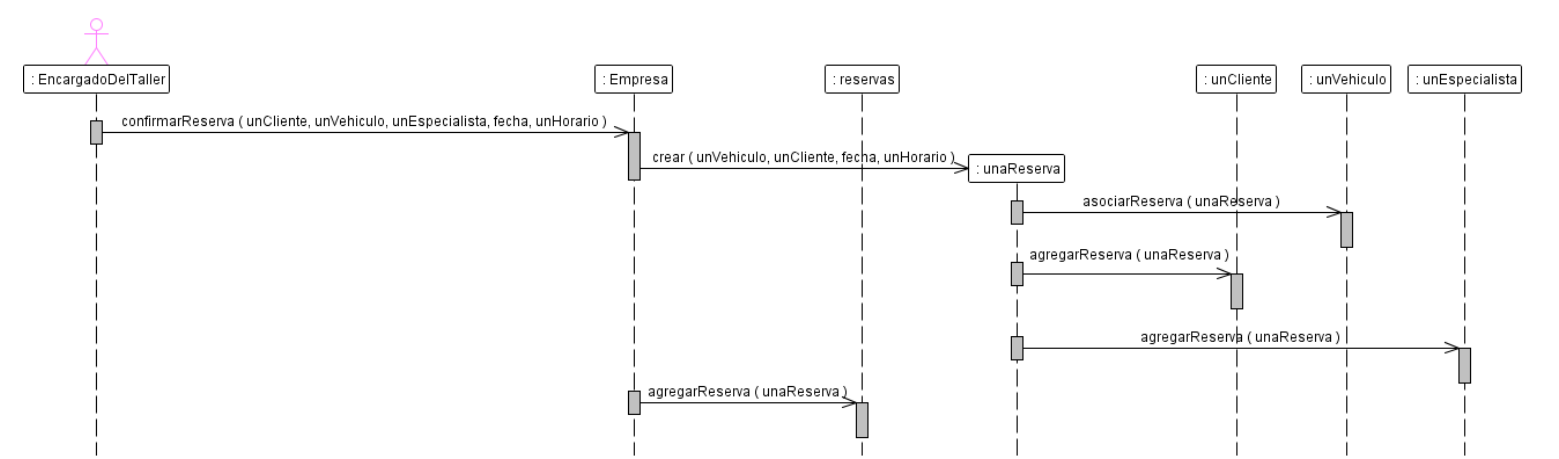 : EncargadoDelTaller
: Empresa
: reservas
: unCliente
: unVehiculo
: unEspecialista
confirmarReserva ( unCliente, unVehiculo, unEspecialista, fecha, unHorario )
crear ( unVehiculo, unCliente, fecha, unHorario )
: unaReserva
asociarReserva ( unaReserva )
agregarReserva ( unaReserva )
agregarReserva ( unaReserva )
agregarReserva ( unaReserva )